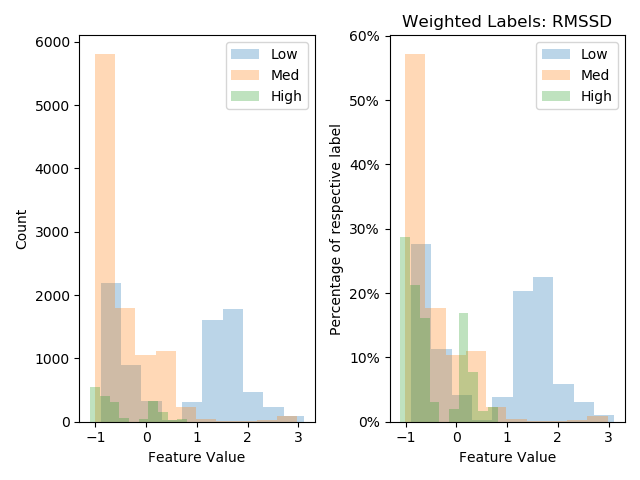 Weighted Labels: RMSSD
6000
5000
4000
3000
2000
1000
0
Count
−1 0 1 2 3
Feature Value
Low
Med
High
60%
50%
40%
30%
20%
10%
0%
Percentage of respective label
−1 0 1 2 3
Feature Value
Low
Med
High